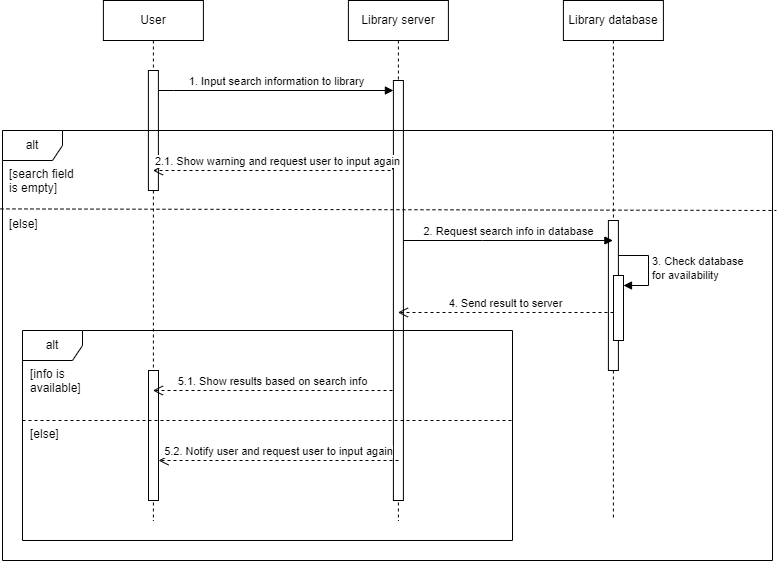 User
Library server
Library database
1. Input search information to library
alt
2.1. Show warning and request user to input again
[search field
is empty]
[else]
2. Request search info in database
3. Check database
for availability
4. Send result to server
alt
[info is
available]
5.1. Show results based on search info
[else]
5.2. Notify user and request user to input again